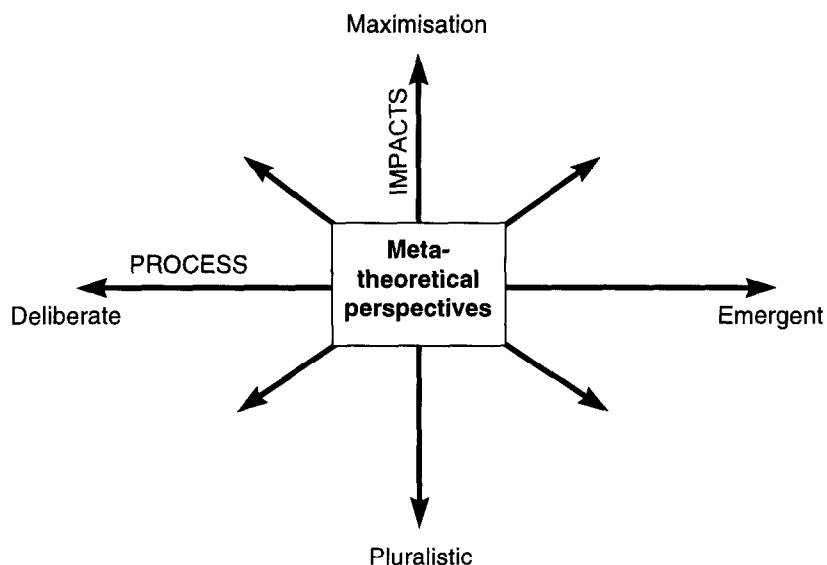 Maximisation
IMPACTS
PROCESS
Meta-
theoretical
perspectives
Deliberate
Emergent
Pluralistic